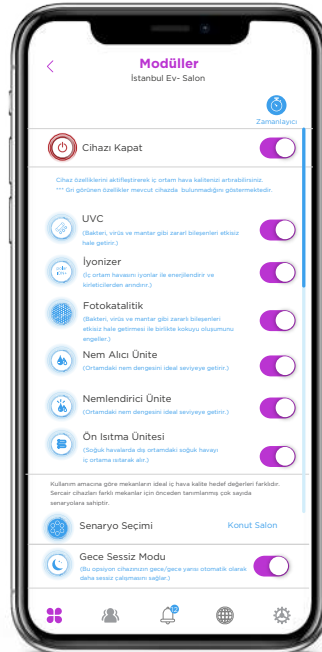 Modüller
İstanbul Ev- Salon
Zamanlayıcı
Cihazı Kapat
Cihaz özelliklerini aktifleştirerek iç ortam hava kalitenizi artırabilirsiniz.
*** Gri görünen özellikler mevcut cihazda bulunmadığını göstermektedir.
UVC
(Bakteri, virüs ve mantar gibi zararl bileşenleri etkisiz
hale getirir.)
İyonizer
(İç ortam havasını iyonlar ile enerjilendirir ve
kirleticilerden arındırır.)
Fotokatalitik
(Bakteri, virüs ve mantar gibi zararlı bileşenleri
etkisiz hale getirmesi ile birlikte kokuyu oluşumunu
engeller.)
Nem Alıcı Ünite
(Ortamdaki nem dengesini ideal seviyeye getirir.)
Nemlendirici Ünite
(Ortamdaki nem dengesini ideal seviyeye getirir.)
Ön Isıtma Ünitesi
(Soğuk havalarda dış ortamdaki soğuk havayı
iç ortama ısıtarak alır.)
Kullanım amacına göre mekanların ideal iç hava kalite hedef değerleri farklıdır.
Sercair cihazları farklı mekanlar için önceden tanımlanmış çok sayıda
senaryolara sahiptir.
Senaryo Seçimi
Konut Salon
Gece Sessiz Modu
(Bu opsiyon cihazınızın gece/gece yarısı otomatik olarak
daha sessiz çalışmasını sağlar.)
12